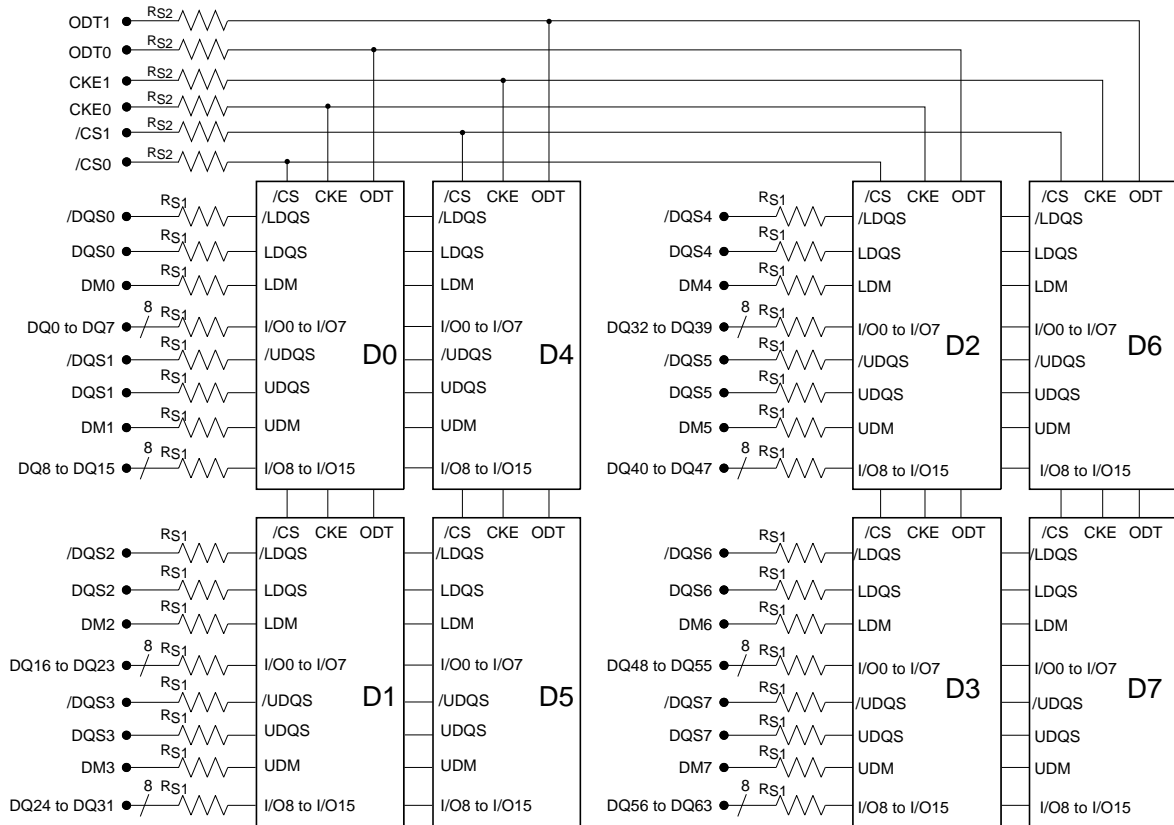 ODT1 RS2
ODT0 RS2
CKE1 RS2
CKE0 RS2
/CS1 RS2
/CS0 RS2
/CS CKE ODT
/DQS0 RS1 /LDQS
DQS0 RS1 LDQS
DM0 RS1 LDM
DQ0 to DQ7 8 RS1 I/O0 to I/O7
/DQS1 RS1 /UDQS
DQS1 RS1 UDQS
DM1 RS1 UDM
DQ8 to DQ15 8 RS1 I/O8 to I/O15
D0
/CS CKE ODT
/LDQS
LDQS
LDM
I/O0 to I/O7
/UDQS
UDQS
UDM
I/O8 to I/O15
D4
/CS CKE ODT
/DQS4 RS1 /LDQS
DQS4 RS1 LDQS
DM4 RS1 LDM
DQ32 to DQ39 8 RS1 I/O0 to I/O7
/DQS5 RS1 /UDQS
DQS5 RS1 UDQS
DM5 RS1 UDM
DQ40 to DQ47 8 RS1 I/O8 to I/O15
D2
/CS CKE ODT
/LDQS
LDQS
LDM
I/O0 to I/O7
/UDQS
UDQS
UDM
I/O8 to I/O15
D6
/CS CKE ODT
/DQS2 RS1 /LDQS
DQS2 RS1 LDQS
DM2 RS1 LDM
DQ16 to DQ23 8 RS1 I/O0 to I/O7
/DQS3 RS1 /UDQS
DQS3 RS1 UDQS
DM3 RS1 UDM
DQ24 to DQ31 8 RS1 I/O8 to I/O15
D1
/CS CKE ODT
/LDQS
LDQS
LDM
I/O0 to I/O7
/UDQS
UDQS
UDM
I/O8 to I/O15
D5
/CS CKE ODT
/DQS6 RS1 /LDQS
DQS6 RS1 LDQS
DM6 RS1 LDM
DQ48 to DQ55 8 RS1 I/O0 to I/O7
/DQS7 RS1 /UDQS
DQS7 RS1 UDQS
DM7 RS1 UDM
DQ56 to DQ63 8 RS1 I/O8 to I/O15
D3
/CS CKE ODT
/LDQS
LDQS
LDM
I/O0 to I/O7
/UDQS
UDQS
UDM
I/O8 to I/O15
D7